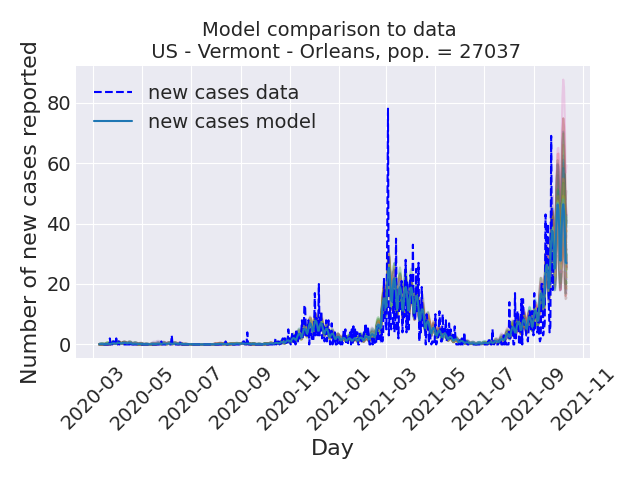 Model comparison to data
US - Vermont - Orleans, pop. = 27037
Number of new cases reported
80
60
40
20
0
new cases data
new cases model
2020-03
2020-05
2020-07
2020-09
2020-11
2021-01
2021-03
2021-05
2021-07
2021-09
2021-11
Day